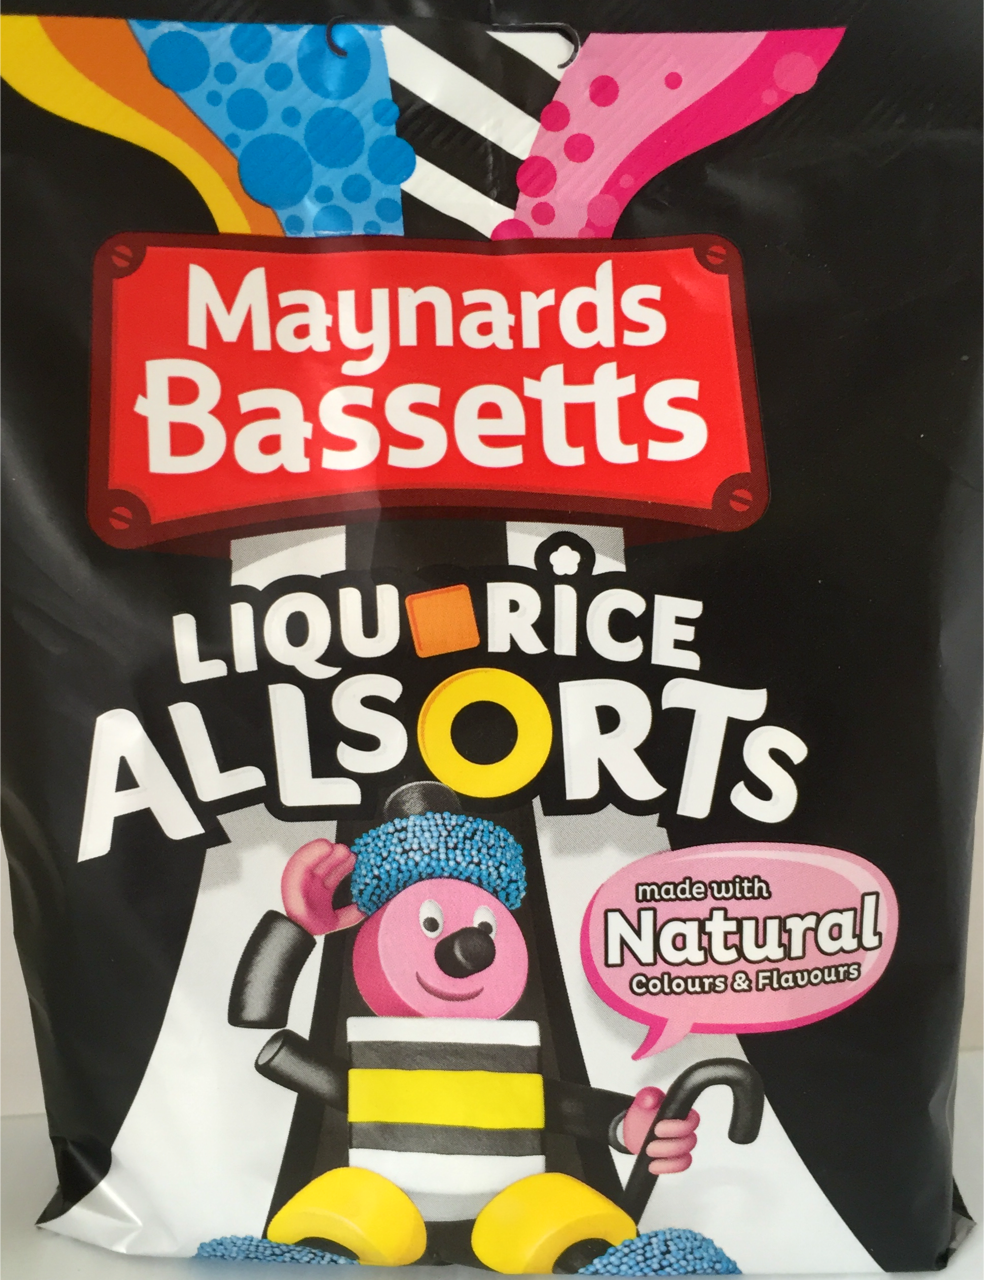 Maynards
Bassetts
LIQUORICE
ALLSORTS
made with
Natural
Colours & Flavours